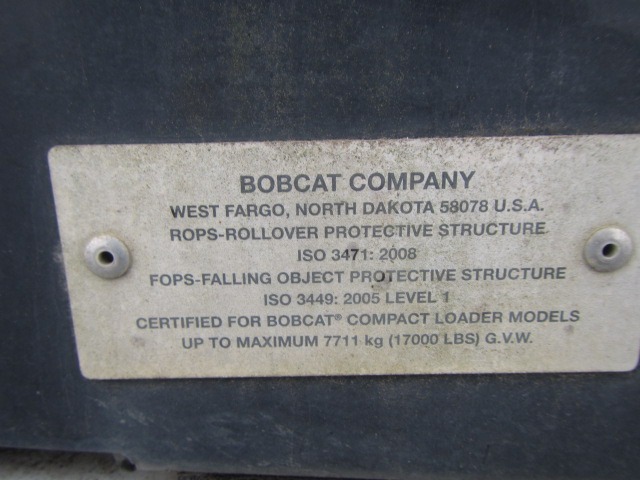 BOBCAT COMPANY
WEST FARGO, NORTH DAKOTA 58078 U.S.A.
ROPS-ROLLOVER PROTECTIVE STRUCTURE
ISO 3471: 2008
FOPS-FALLING OBJECT PROTECTIVE STRUCTURE
ISO 3449: 2005 LEVEL 1
CERTIFIED FOR BOBCAT® COMPACT LOADER MODELS
UP TO MAXIMUM 7711 kg (17000 LBS) G.V.W.